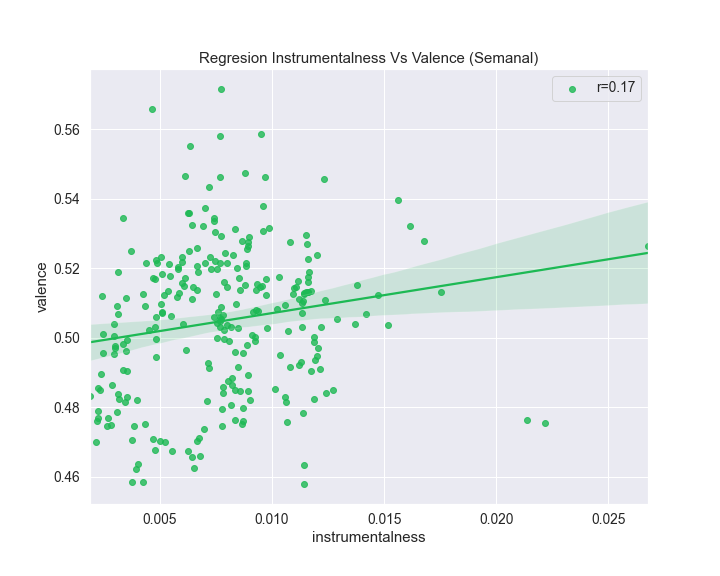 Regresion Instrumentalness Vs Valence (Semanal)
r=0.17
0.56
0.54
0.52
0.50
0.48
0.46
valence
0.005 0.010 0.015 0.020 0.025
instrumentalness